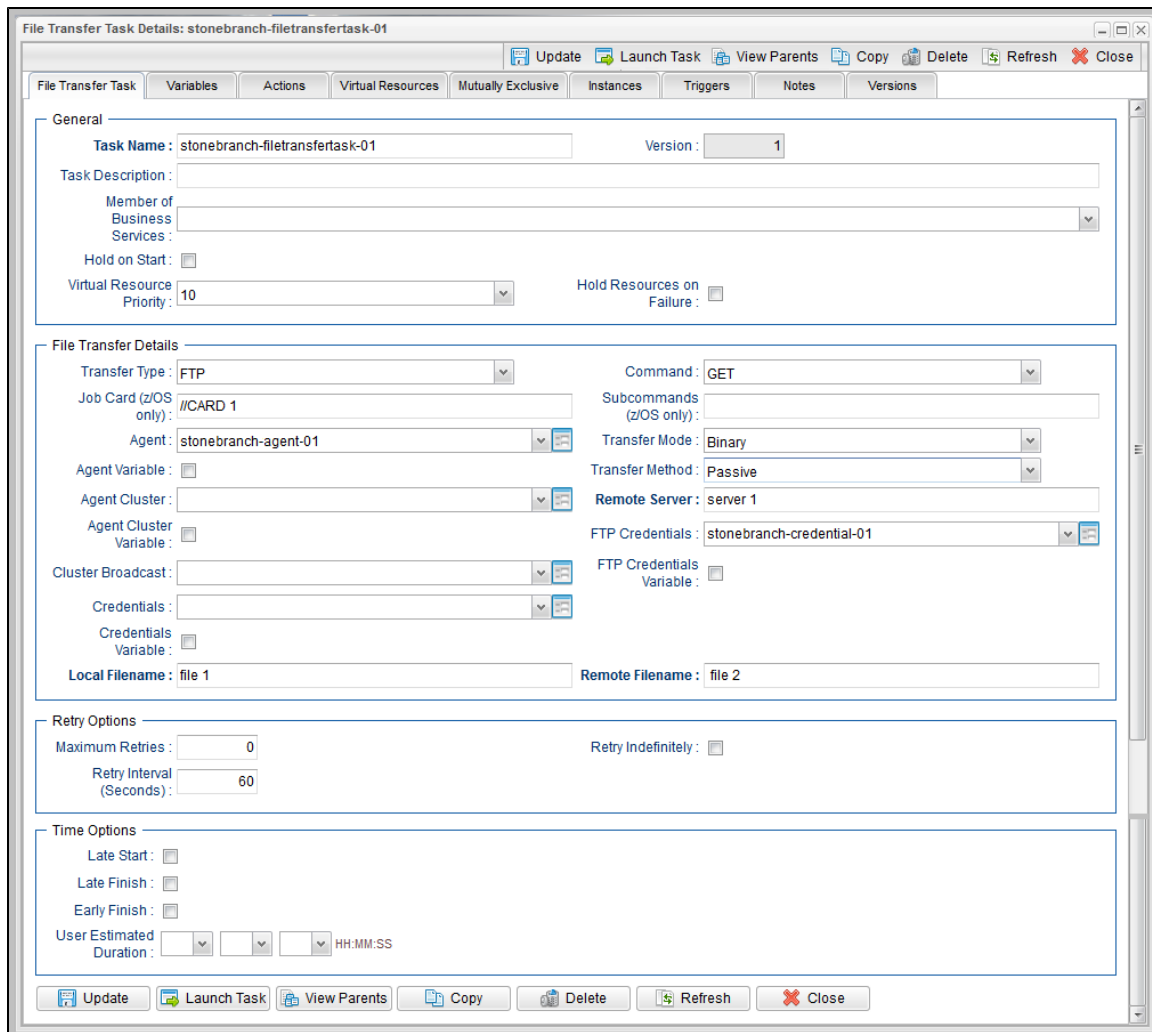 File Transfer Task Details: stonebranch-filetransfertask-01
Update Launch Task View Parents Copy Delete Refresh Close
File Transfer Task Variables Actions Virtual Resources Mutually Exclusive Instances Triggers Notes Versions
General
Task Name : stonebranch-filetransfertask-01 Version : 1
Task Description :
Member of
Business
Services :
Hold on Start :
Virtual Resource
Priority : 10
Hold Resources on
Failure :
File Transfer Details
Transfer Type : FTP Command : GET
Job Card (z/OS
only) : //CARD 1
Subcommands
(z/OS only) :
Agent : stonebranch-agent-01 Transfer Mode : Binary
Agent Variable : Transfer Method : Passive
Agent Cluster : Remote Server : server 1
Agent Cluster
Variable :
FTP Credentials : stonebranch-credential-01
Cluster Broadcast :
FTP Credentials
Variable :
Credentials :
Credentials
Variable :
Local Filename : file 1 Remote Filename : file 2
Retry Options
Maximum Retries : 0 Retry Indefinitely :
Retry Interval
(Seconds) : 60
Time Options
Late Start :
Late Finish :
Early Finish :
User Estimated
Duration : HH:MM:SS
Update Launch Task View Parents Copy Delete Refresh Close